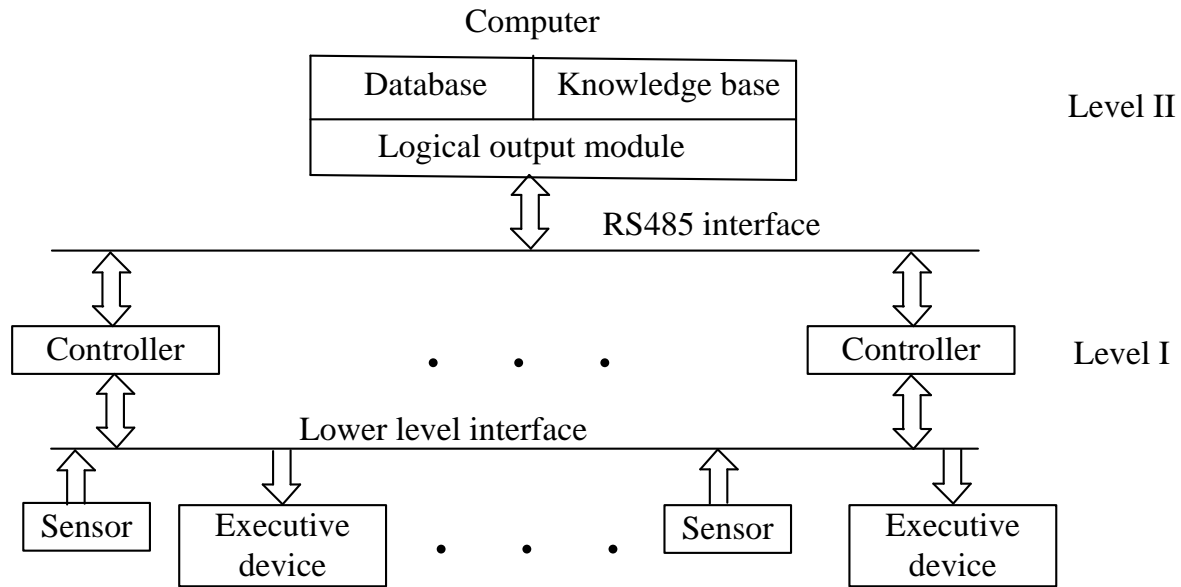 Computer
Database
Knowledge base
Level II
Logical output module
RS485 interface
Controller
Controller
Level I
Lower level interface
Sensor
Executive
device
Sensor
Executive
device